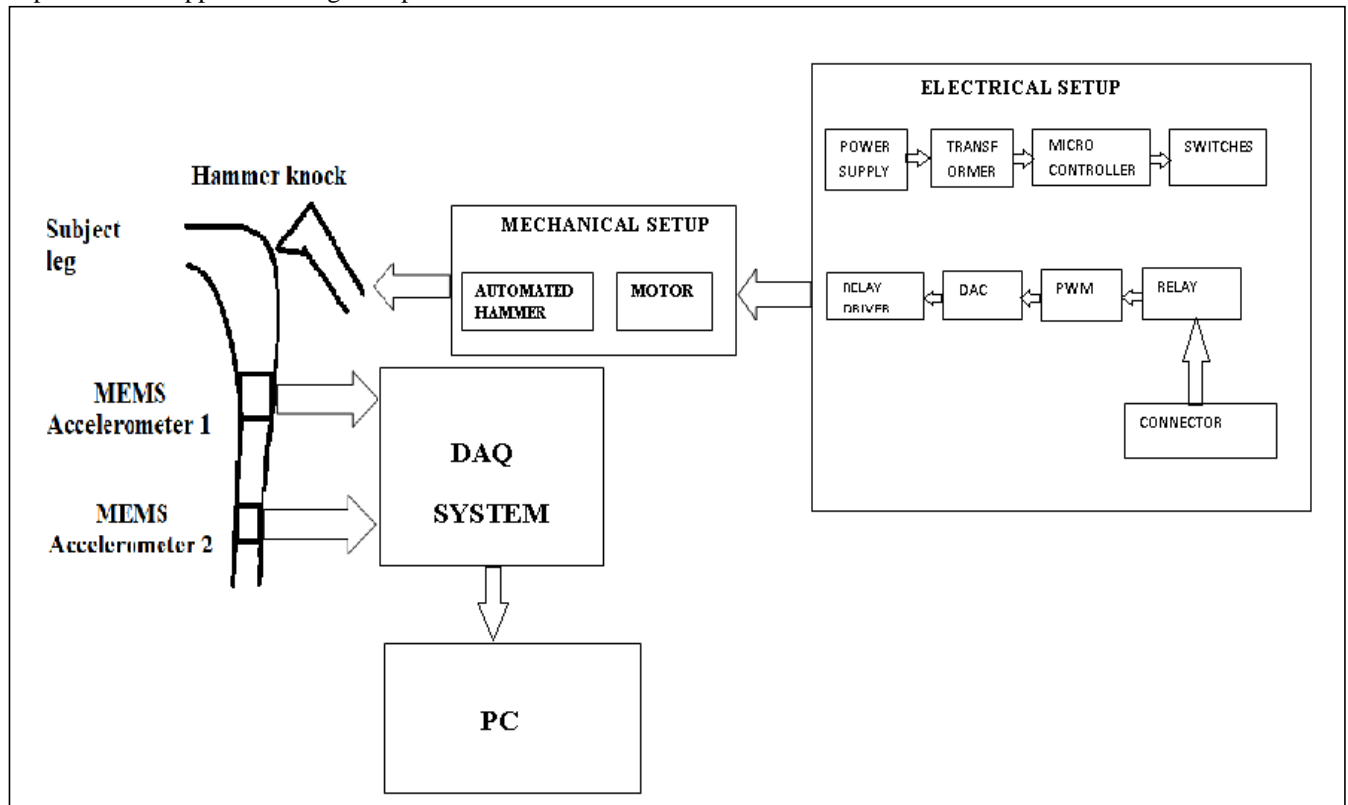 ELECTRICAL SETUP
POWER
SUPPLY
TRANSF
ORMER
MICRO
CONTROLLER
SWITCHES
Hammer knock
Subject
leg
MECHANICAL SETUP
AUTOMATED
HAMMER
MOTOR
RELAY
DRIVER
DAC
PWM
RELAY
CONNECTOR
MEMS
Accelerometer 1
DAQ
SYSTEM
MEMS
Accelerometer 2
PC